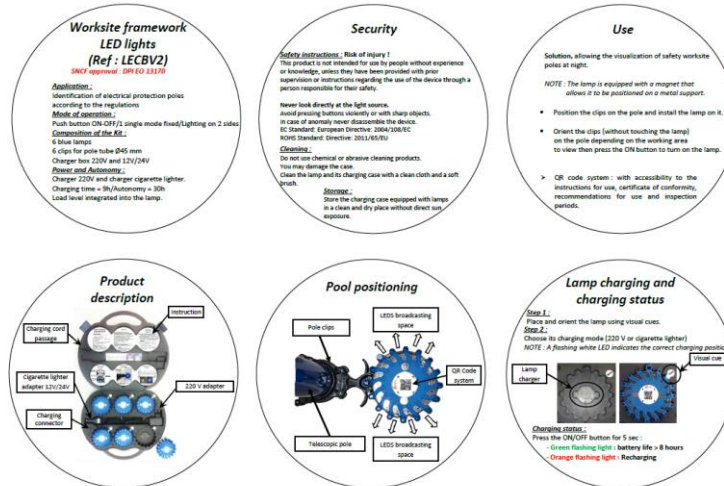 Worksite framework
LED lights
(Ref : LECBV2)
SNCF approval : DPI EO 13170
Application :
Identification of electrical protection poles
according to the regulations
Mode of operation :
Push button ON-OFF/1 single mode fixed/Lighting on 2 sides
Composition of the Kit :
6 blue lamps
6 clips for pole tube Ø45 mm
Charger box 220V and 12V/24V
Power and Autonomy :
Charger 220V and charger cigarette lighter.
Charging time = 9h/Autonomy = 30h
Load level integrated into the lamp.
Security
Safety instructions : Risk of injury !
This product is not intended for use by people without experience
or knowledge, unless they have been provided with prior
supervision or instructions regarding the use of the device through a
person responsible for their safety.
Never look directly at the light source.
Avoid pressing buttons violently or with sharp objects.
In case of anomaly never disassemble the device.
EC Standard: European Directive: 2004/108/EC
ROHS Standard: Directive: 2011/65/EU
Cleaning :
Do not use chemical or abrasive cleaning products.
You may damage the case.
Clean the lamp and its charging case with a clean cloth and a soft
brush.
Storage :
Store the charging case equipped with lamps
in a clean and dry place without direct sun
exposure.
Use
Solution, allowing the visualization of safety worksite
poles at night.
NOTE : The lamp is equipped with a magnet that
allows it to be positioned on a metal support.
• Position the clips on the pole and install the lamp on it.
• Orient the clips (without touching the lamp)
on the pole depending on the working area
to view then press the ON button to turn on the lamp.
➢ QR code system : with accessibility to the
instructions for use, certificate of conformity,
recommendations for use and inspection
periods.
Product
description
instruction
Charging cord
passage
Cigarette lighter
adapter 12V/24V
220 V adapter
Charging
connector
Pool positioning
Pole clips
LEDS broadcasting
space
QR Code
system
Telescopic pole
LEDS broadcasting
space
Lamp charging and
charging status
Step 1 :
Place and orient the lamp using visual cues.
Step 2 :
Choose its charging mode (220 V or cigarette lighter)
NOTE : A flashing white LED indicates the correct charging positio
Lamp
charger
Visual cue
Charging status :
Press the ON/OFF button for 5 sec :
- Green flashing light : battery life > 8 hours
- Orange flashing light : Recharging